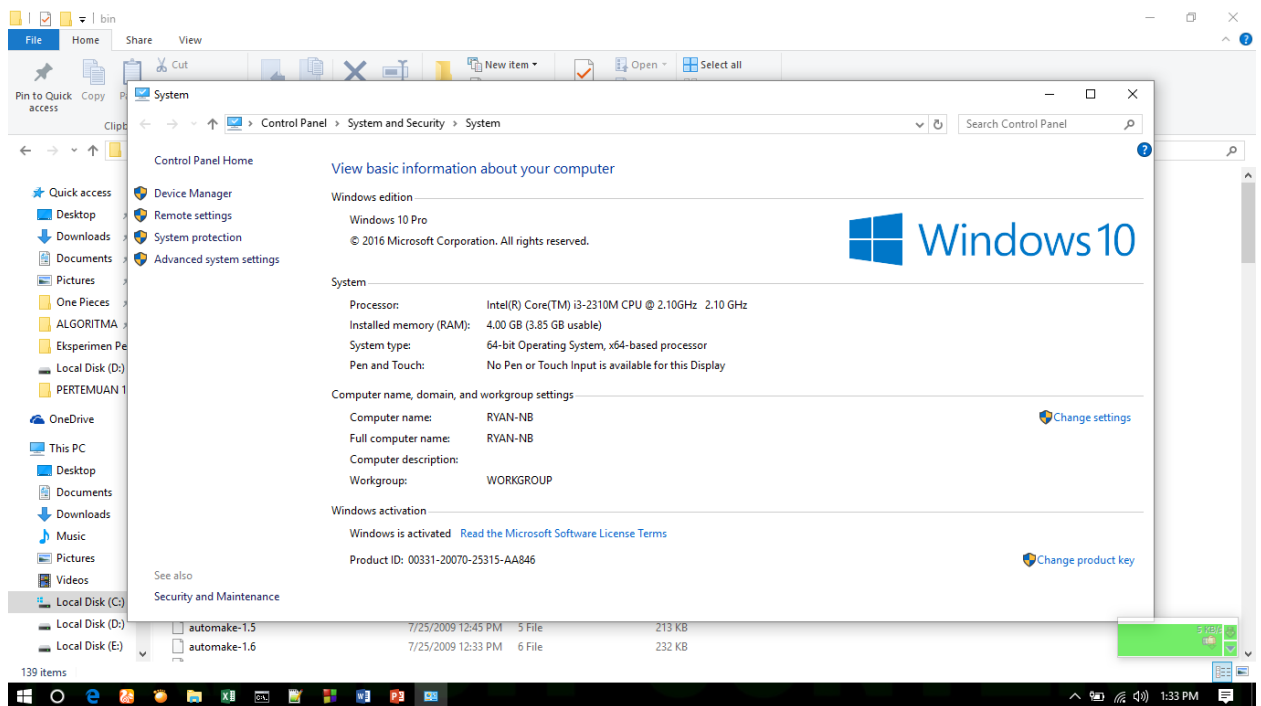 bin
File Home Share View
Cut
New item Open Select all
Pin to Quick access Copy
System
Control Panel System and Security System Search Control Panel
Control Panel Home
Device Manager
Remote settings
System protection
Advanced system settings
See also
Security and Maintenance
View basic information about your computer
Windows edition
Windows 10 Pro
© 2016 Microsoft Corporation. All rights reserved.
Windows 10
System
Processor: Intel(R) Core(TM) i3-2310M CPU @ 2.10GHz 2.10 GHz
Installed memory (RAM): 4.00 GB (3.85 GB usable)
System type: 64-bit Operating System, x64-based processor
Pen and Touch: No Pen or Touch Input is available for this Display
Computer name, domain, and workgroup settings
Computer name: RYAN-NB Change settings
Full computer name: RYAN-NB
Computer description:
Workgroup: WORKGROUP
Windows activation
Windows is activated Read the Microsoft Software License Terms
Product ID: 00331-20070-25315-AA846 Change product key
Quick access
Desktop
Downloads
Documents
Pictures
One Pieces
ALGORITMA
Eksperimen Pe
Local Disk (D:)
PERTEMUAN 1
OneDrive
This PC
Desktop
Documents
Downloads
Music
Pictures
Videos
Local Disk (C:)
Local Disk (D:)
Local Disk (E:)
automake-1.5 7/25/2009 12:45 PM 5 File 213 KB
automake-1.6 7/25/2009 12:33 PM 6 File 232 KB
139 items
1:33 PM